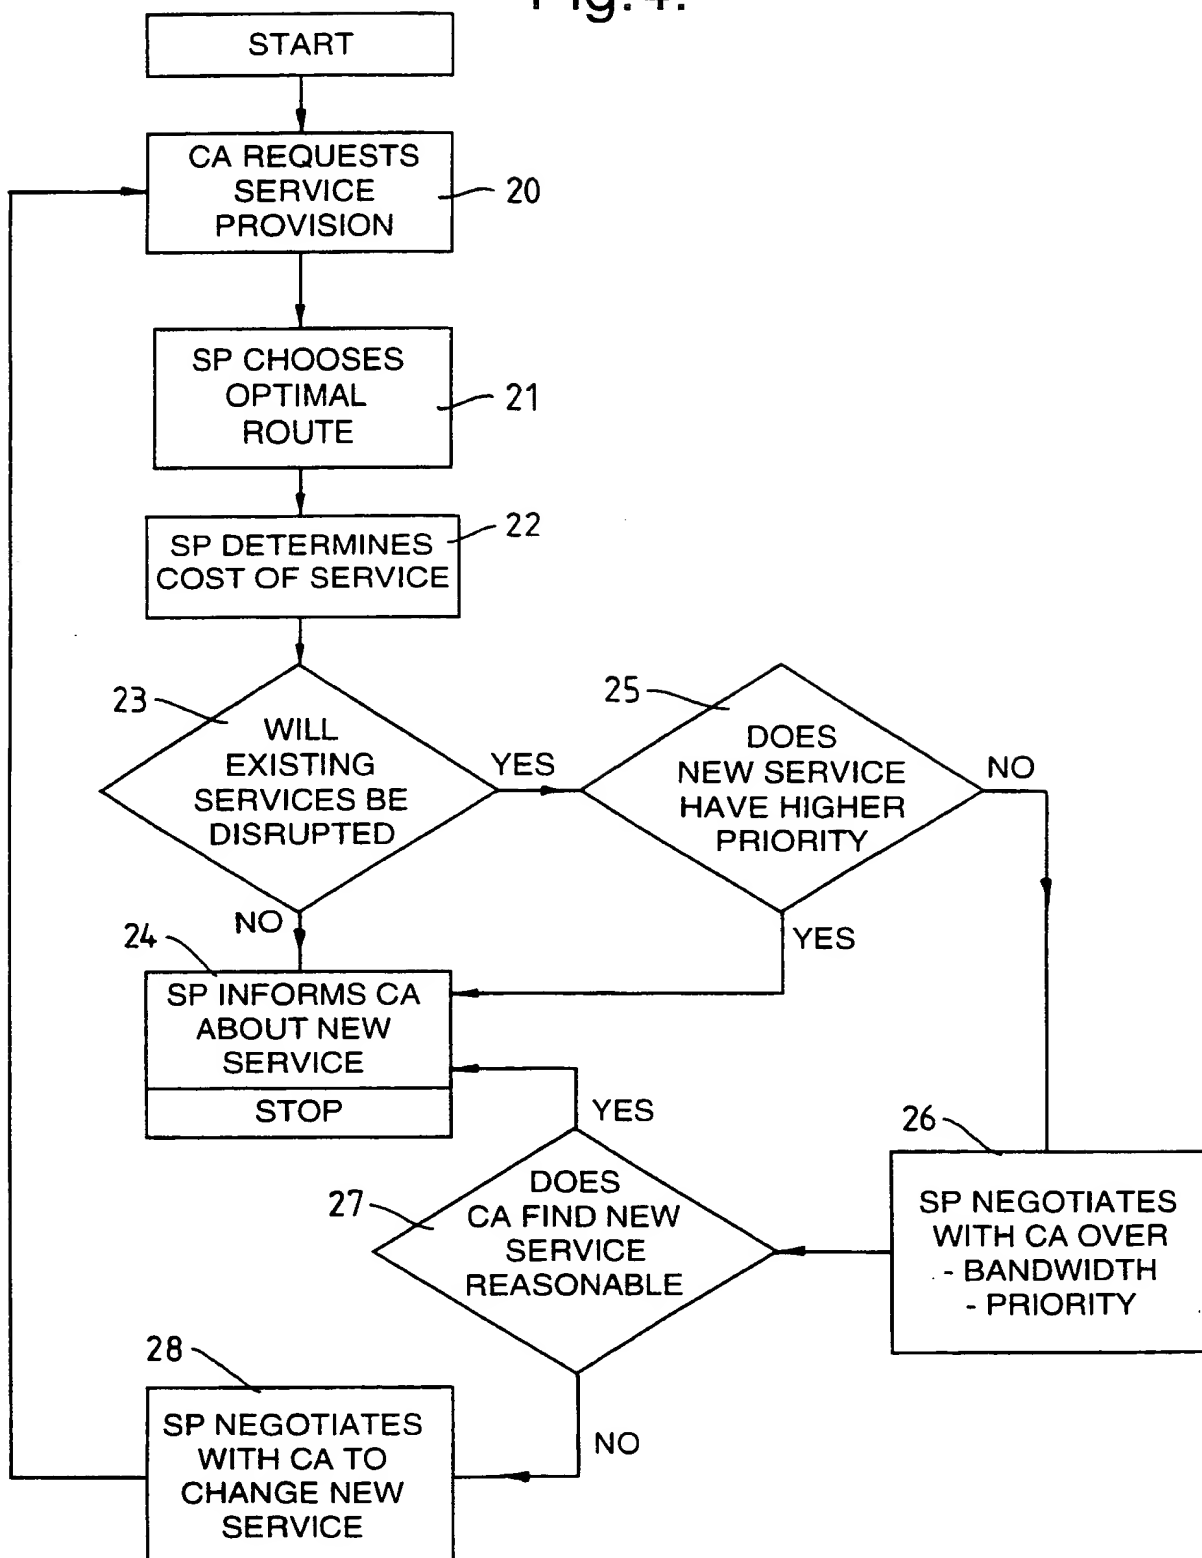 Fig. 4.
START
CA REQUESTS
SERVICE
PROVISION
20
SP CHOOSES
OPTIMAL
ROUTE
21
22
SP DETERMINES
COST OF SERVICE
23
WILL
EXISTING
SERVICES BE
DISRUPTED
YES
25
DOES
NEW SERVICE
HAVE HIGHER
PRIORITY
NO
NO
YES
24
SP INFORMS CA
ABOUT NEW
SERVICE
STOP
YES
26
SP NEGOTIATES
WITH CA OVER
- BANDWIDTH
- PRIORITY
27
DOES
CA FIND NEW
SERVICE
REASONABLE
NO
28
SP NEGOTIATES
WITH CA TO
CHANGE NEW
SERVICE